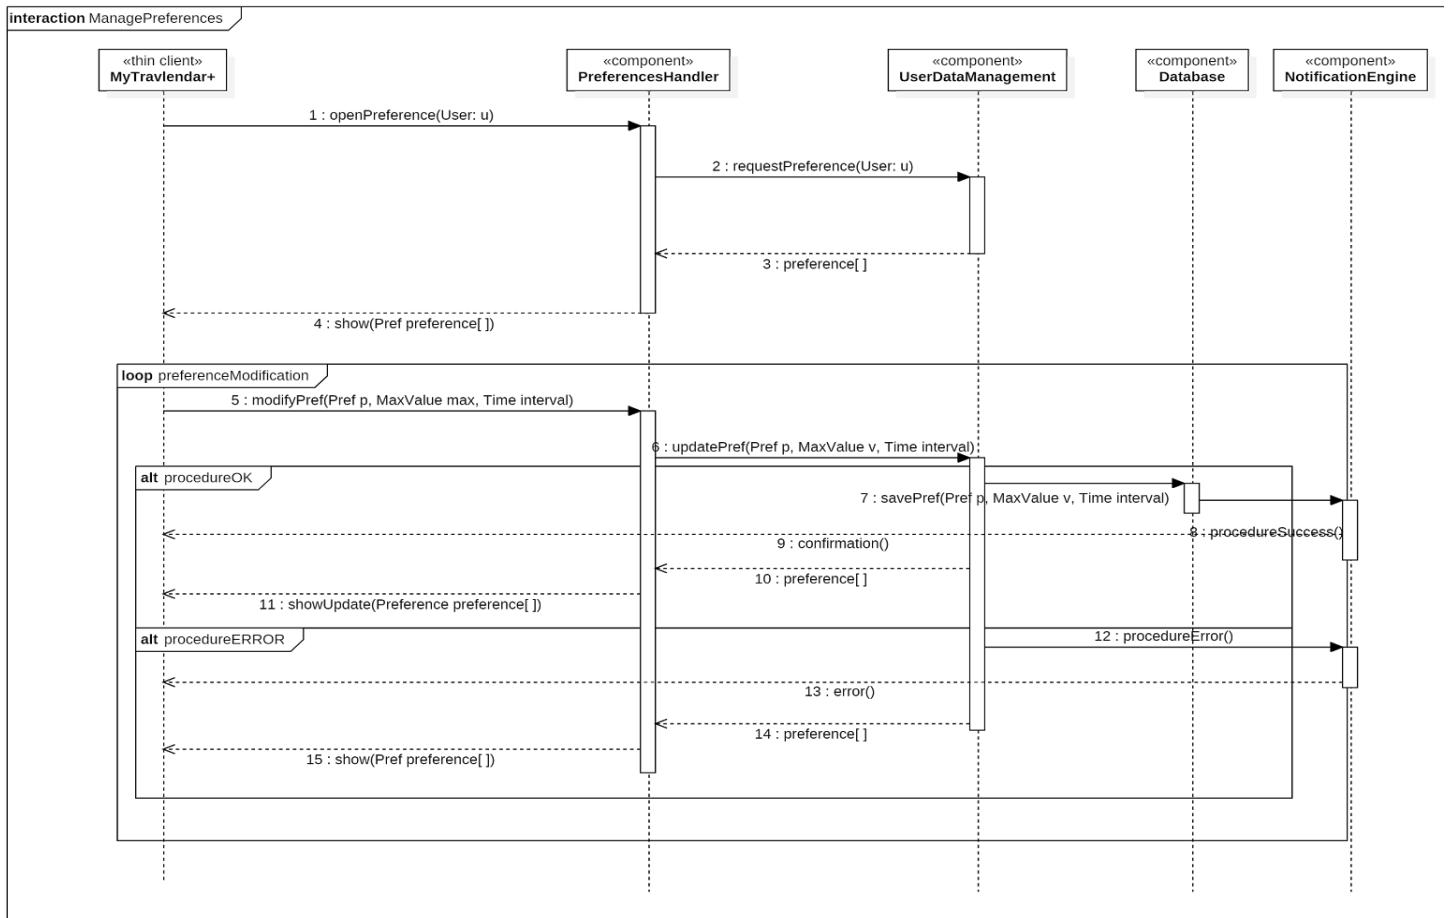 interaction ManagePreferences
«thin client»
MyTravlendar+
«component»
PreferencesHandler
«component»
UserDataManagement
«component»
Database
«component»
NotificationEngine
1 : openPreference(User: u)
2 : requestPreference(User: u)
3 : preference[ ]
4 : show(Pref preference[ ])
loop preferenceModification
5 : modifyPref(Pref p, MaxValue max, Time interval)
6 : updatePref(Pref p, MaxValue v, Time interval)
alt procedureOK
7 : savePref(Pref p, MaxValue v, Time interval)
8 : procedureSuccess()
9 : confirmation()
10 : preference[ ]
11 : showUpdate(Preference preference[ ])
alt procedureERROR
12 : procedureError()
13 : error()
14 : preference[ ]
15 : show(Pref preference[ ])